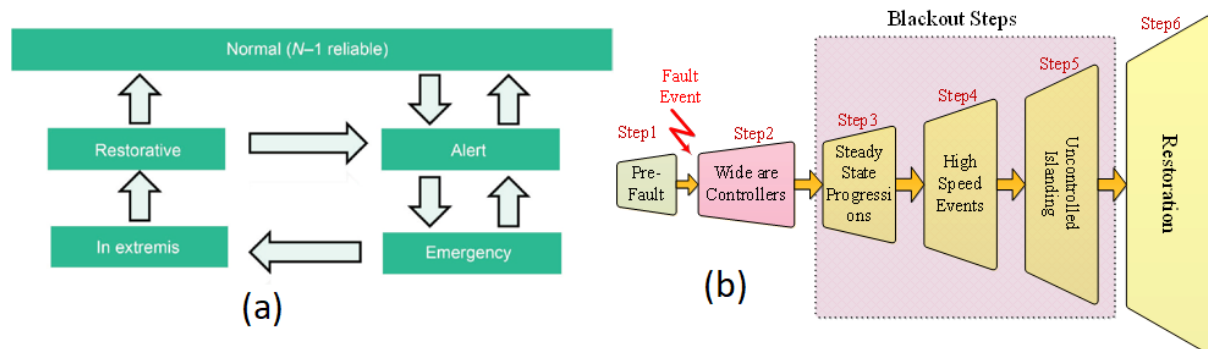 Normal (N–1 reliable)
Restorative
Alert
In extremis
Emergency
(a)
Blackout Steps
Step1
Fault
Event
Step2
Step3
Step4
Step5
Step6
Pre-
Fault
Wide are
Controllers
Steady
State
Progressi
ons
High
Speed
Events
Uncontrolled
Islanding
Restoration
(b)